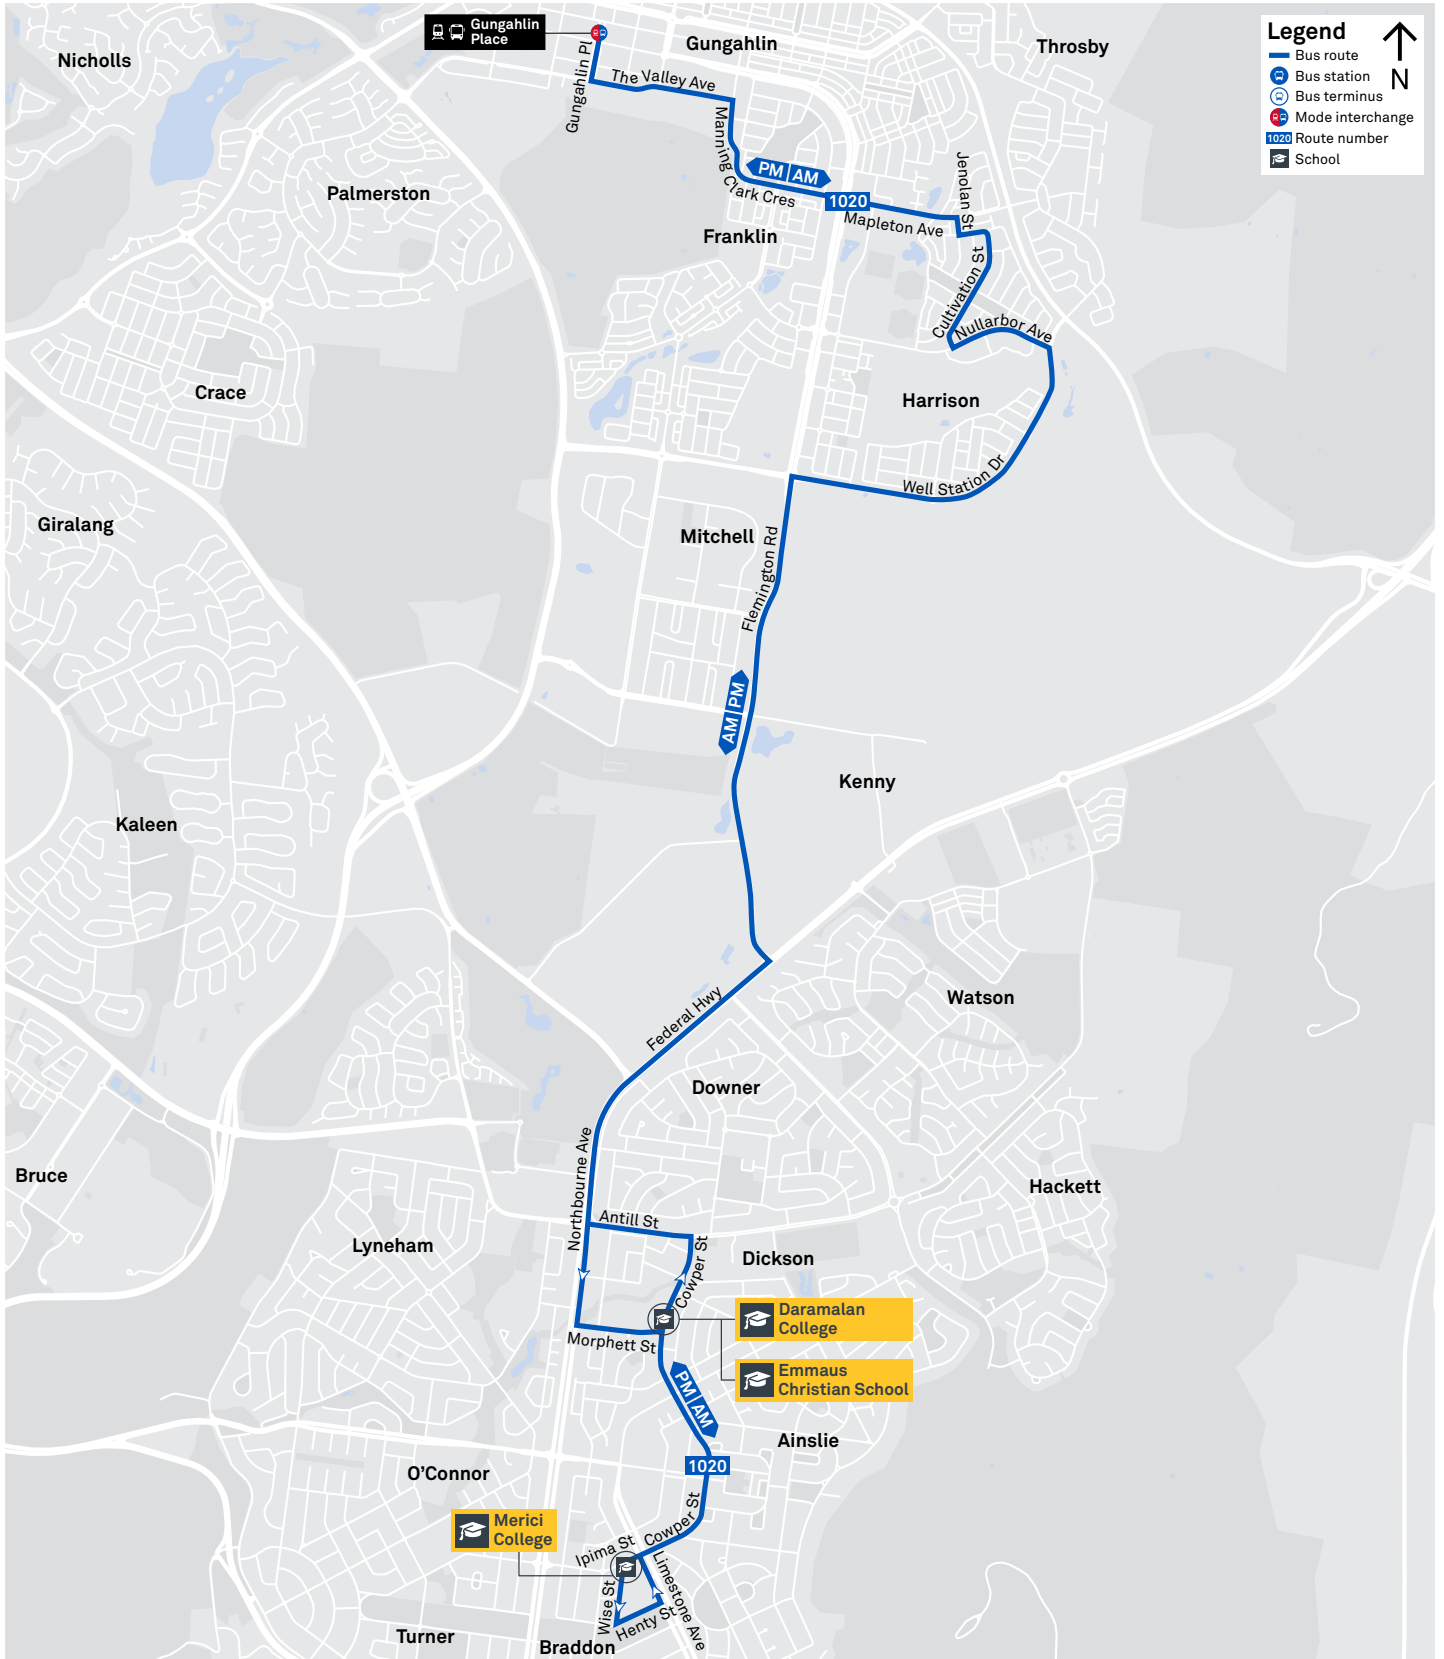 Gungahlin
Place
Gungahlin
Throsby
Nicholls
Legend
Bus route
Bus station
Bus terminus
Mode interchange
1020 Route number
School
N
Gungahlin Pl
The Valley Ave
Manning Clark Cres
PM AM
1020
Mapleton Ave
Jenolan St
Palmerston
Franklin
Cultivation St
Nullarbor Ave
Crace
Harrison
Well Station Dr
Giralang
Mitchell
Flemington Rd
AM PM
Kenny
Kaleen
Watson
Federal Hwy
Downer
Northbourne Ave
Bruce
Hackett
Antill St
Lyneham
Cowper St
Dickson
Daramalan
College
Morphett St
Emmaus
Christian School
PM AM
Ainslie
1020
O'Connor
Merici
College
Cowper St
Ipima St
Limestone Ave
Wise St
Henty St
Turner
Braddon